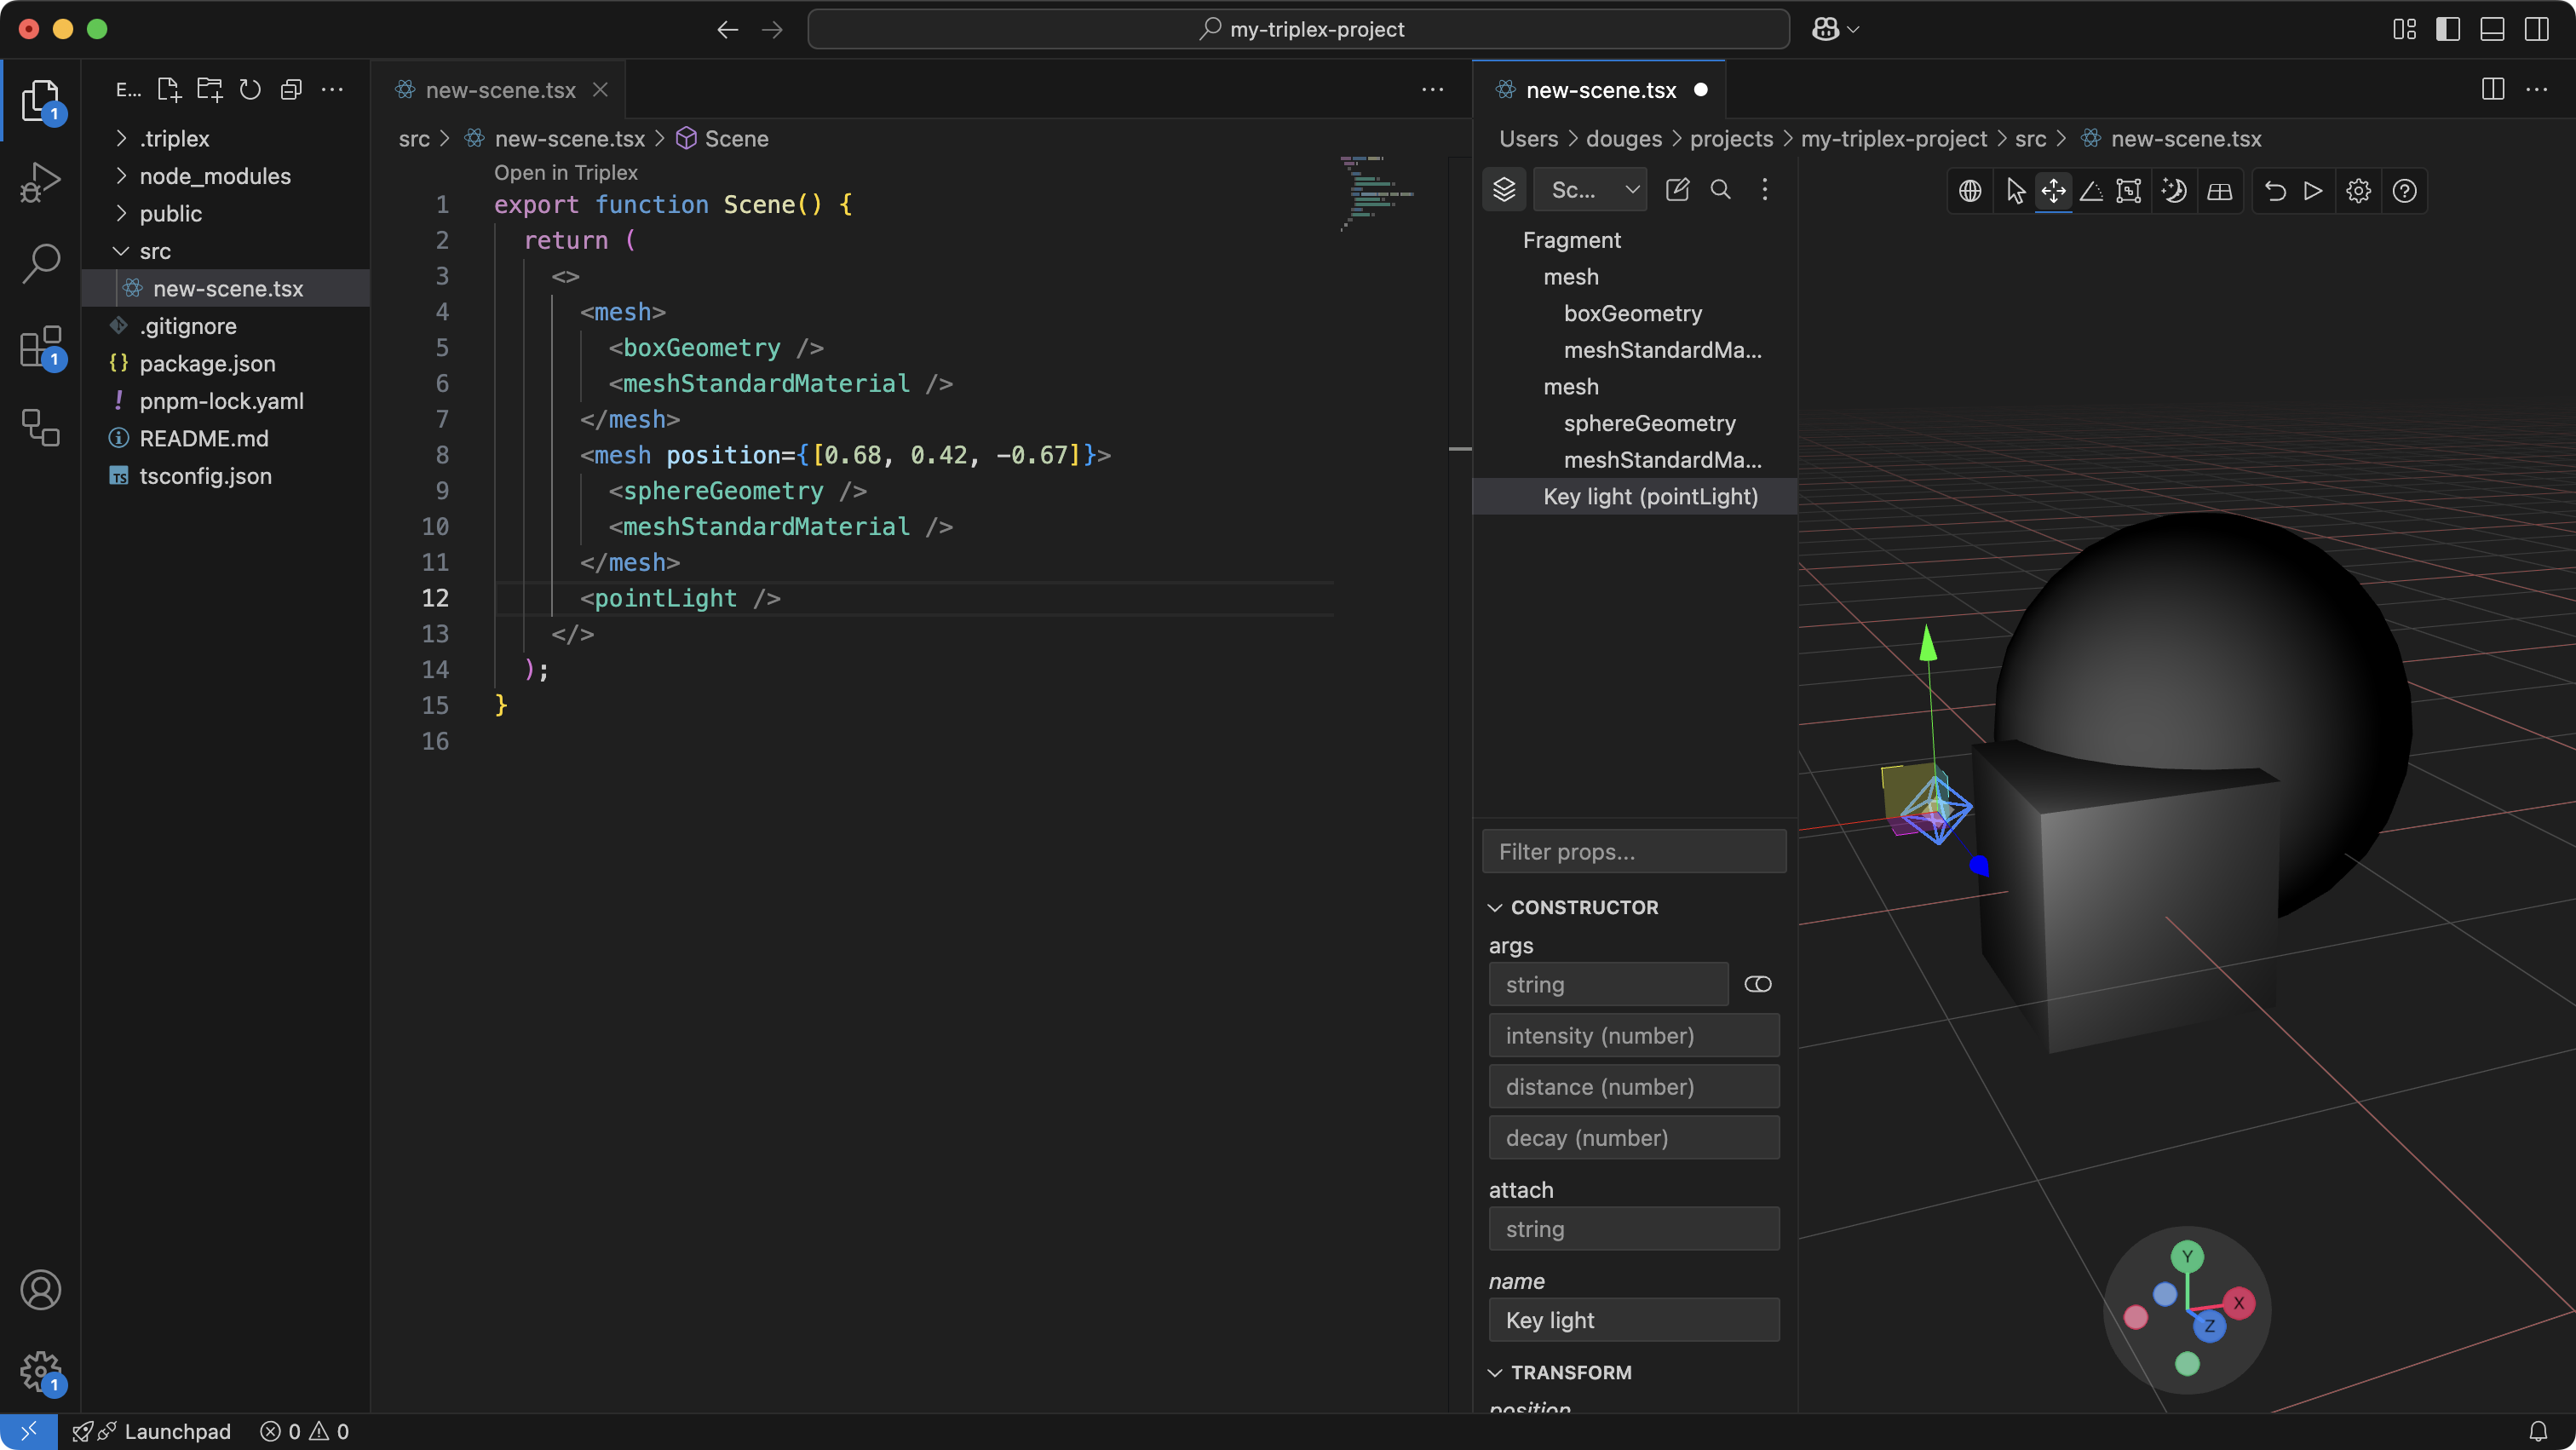 my-triplex-project
E...
1
.triplex
node_modules
public
src
new-scene.tsx
.gitignore
package.json
pnpm-lock.yaml
README.md
TS tsconfig.json
1
1
new-scene.tsx
src > new-scene.tsx > Scene
Open in Triplex
1 export function Scene() {
2 return (
3 <>
4 <mesh>
5 <boxGeometry />
6 <meshStandardMaterial />
7 </mesh>
8 <mesh position={[0.68, 0.42, -0.67]}>
9 <sphereGeometry />
10 <meshStandardMaterial />
11 </mesh>
12 <pointLight />
13 </>
14 );
15 }
16
new-scene.tsx
Users > douges > projects > my-triplex-project > src > new-scene.tsx
Sc...
Fragment
mesh
boxGeometry
meshStandardMa...
mesh
sphereGeometry
meshStandardMa...
Key light (pointLight)
Filter props...
CONSTRUCTOR
args
string
intensity (number)
distance (number)
decay (number)
attach
string
name
Key light
TRANSFORM
position
Y
X
Z
Launchpad 0 0